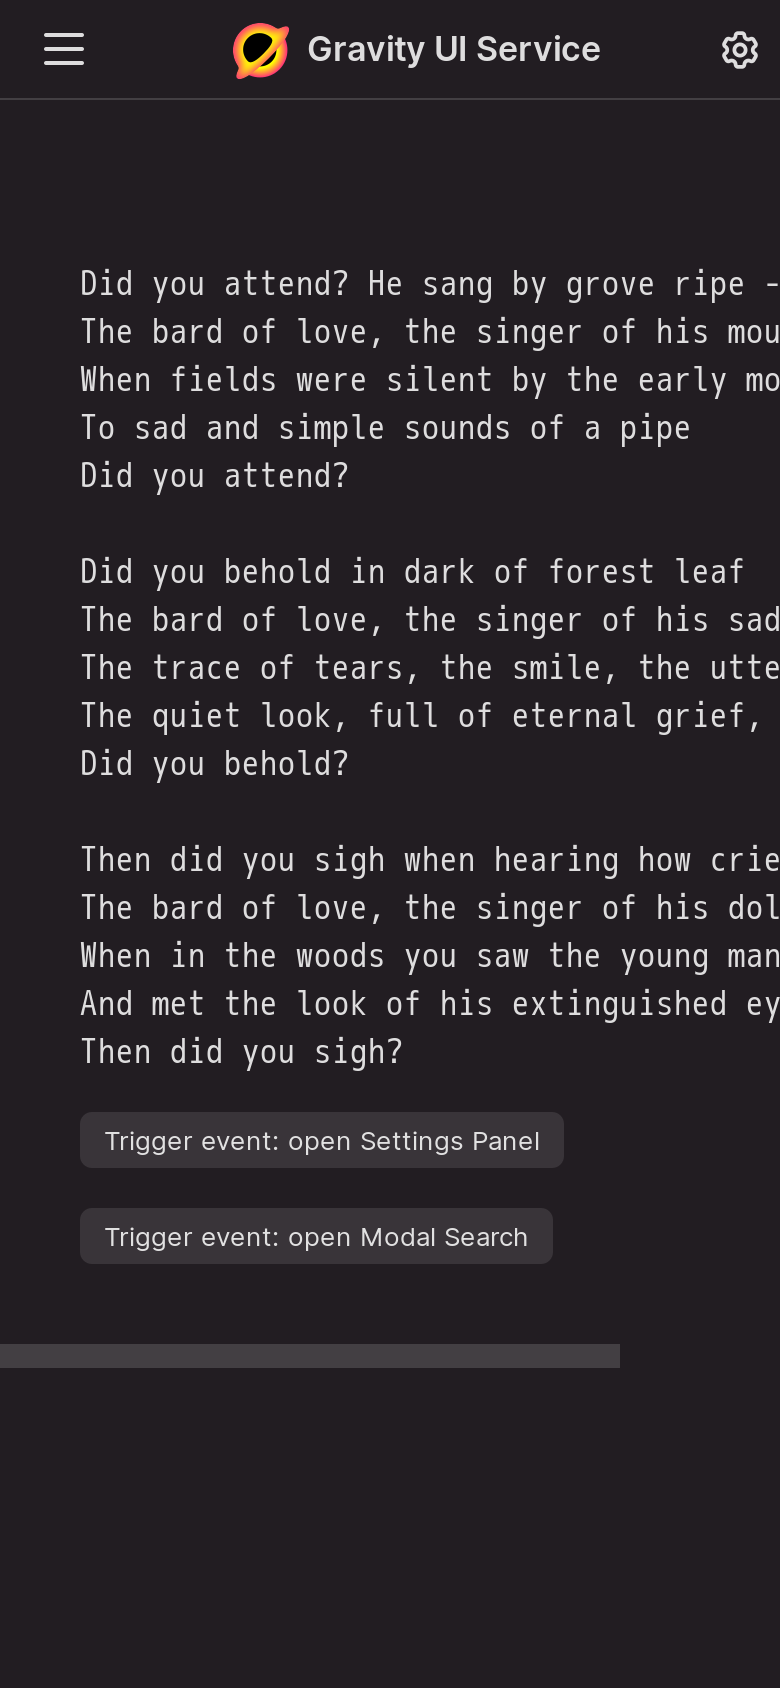 Gravity UI Service
Did you attend? He sang by grove ripe -
The bard of love, the singer of his mou
When fields were silent by the early mo
To sad and simple sounds of a pipe
Did you attend?
Did you behold in dark of forest leaf
The bard of love, the singer of his sad
The trace of tears, the smile, the utte
The quiet look, full of eternal grief,
Did you behold?
Then did you sigh when hearing how crie
The bard of love, the singer of his dol
When in the woods you saw the young man
And met the look of his extinguished ey
Then did you sigh?
Trigger event: open Settings Panel
Trigger event: open Modal Search